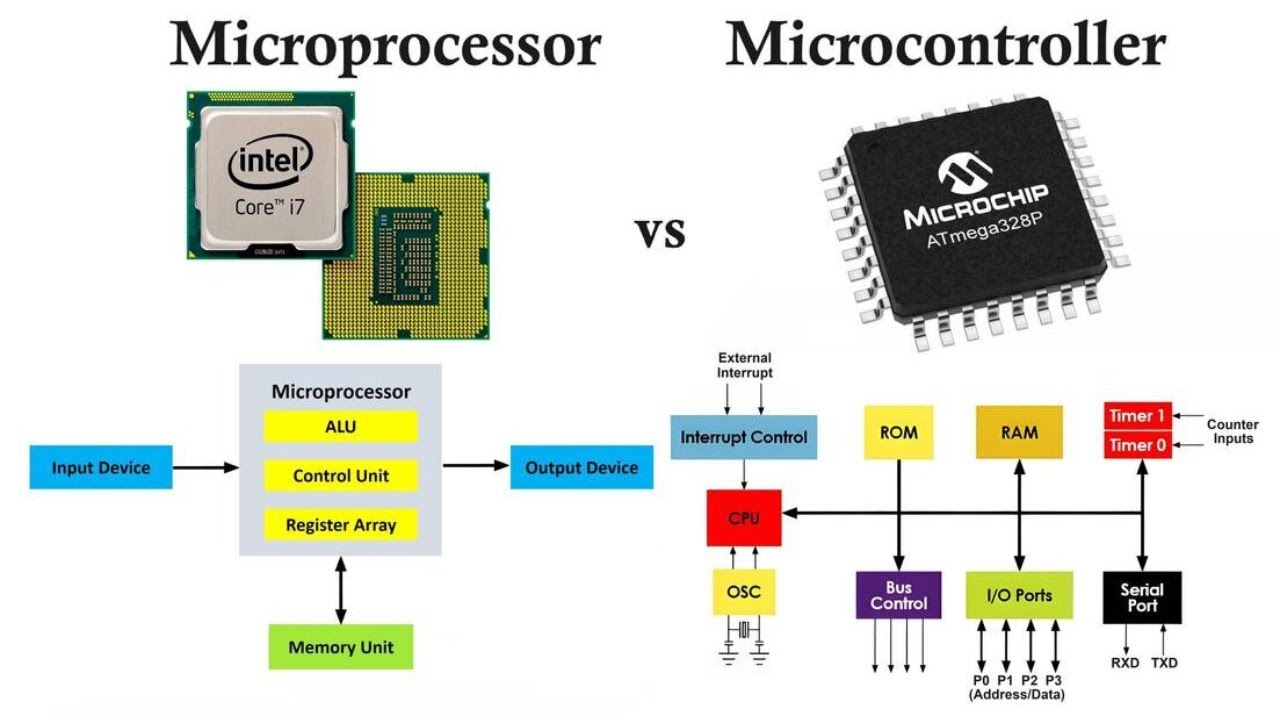 Microprocessor
Microcontroller
intel
Core™ i7
vs
MICROCHIP
ATmega328P
Microprocessor
ALU
Control Unit
Register Array
Input Device
Output Device
Memory Unit
External
Interrupt
Interrupt Control
ROM
RAM
Timer 1
Timer 0
Counter
Inputs
CPU
OSC
Bus
Control
I/O Ports
Serial
Port
P0 P1 P2 P3
(Address/Data)
RXD TXD